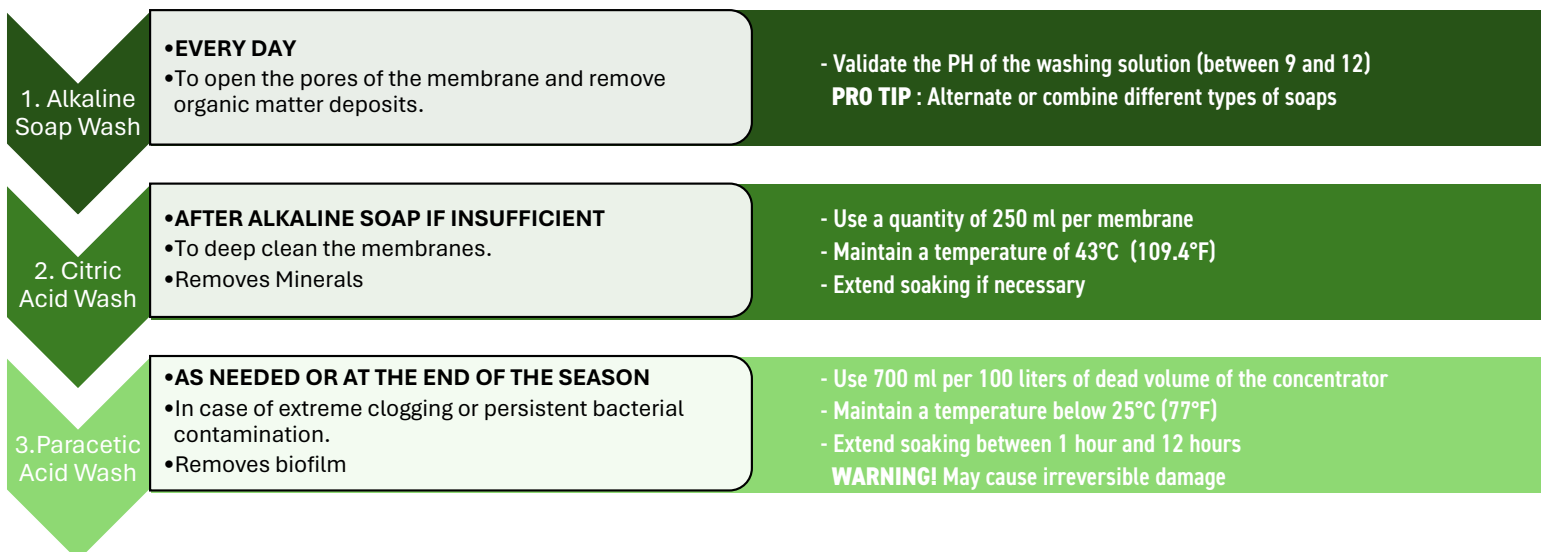 1. Alkaline
Soap Wash
•EVERY DAY
•To open the pores of the membrane and remove
organic matter deposits.
- Validate the PH of the washing solution (between 9 and 12)
PRO TIP : Alternate or combine different types of soaps
2. Citric
Acid Wash
•AFTER ALKALINE SOAP IF INSUFFICIENT
•To deep clean the membranes.
•Removes Minerals
- Use a quantity of 250 ml per membrane
- Maintain a temperature of 43°C (109.4°F)
- Extend soaking if necessary
3.Paracetic
Acid Wash
•AS NEEDED OR AT THE END OF THE SEASON
•In case of extreme clogging or persistent bacterial
contamination.
•Removes biofilm
- Use 700 ml per 100 liters of dead volume of the concentrator
- Maintain a temperature below 25°C (77°F)
- Extend soaking between 1 hour and 12 hours
WARNING! May cause irreversible damage